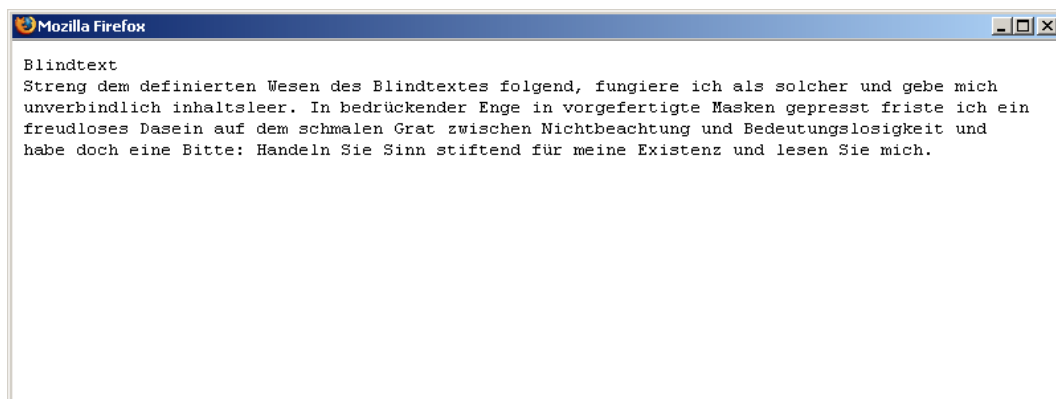 Mozilla Firefox
Blindtext
Streng dem definierten Wesen des Blindtextes folgend, fungiere ich als solcher und gebe mich
unverbindlich inhaltsleer. In bedrückender Enge in vorgefertigte Masken gepresst friste ich ein
freudloses Dasein auf dem schmalen Grat zwischen Nichtbeachtung und Bedeutungslosigkeit und
habe doch eine Bitte: Handeln Sie Sinn stiftend für meine Existenz und lesen Sie mich.